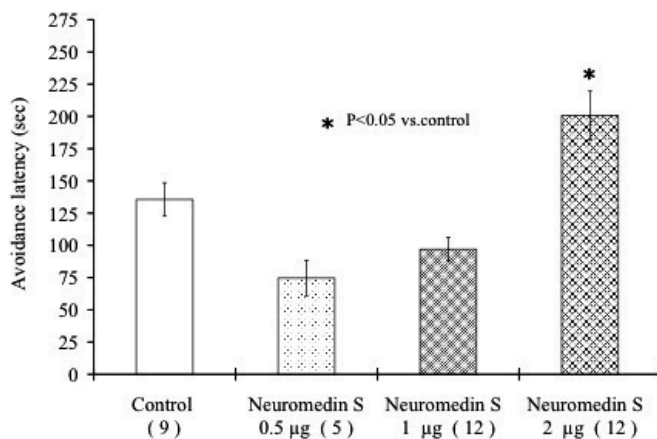 275
250
225
200
175
150
125
100
75
50
25
0
Avoidance latency (sec)
*
* P<0.05 vs.control
Control
( 9 )
Neuromedin S
0.5 µg ( 5 )
Neuromedin S
1 µg ( 12 )
Neuromedin S
2 µg ( 12 )